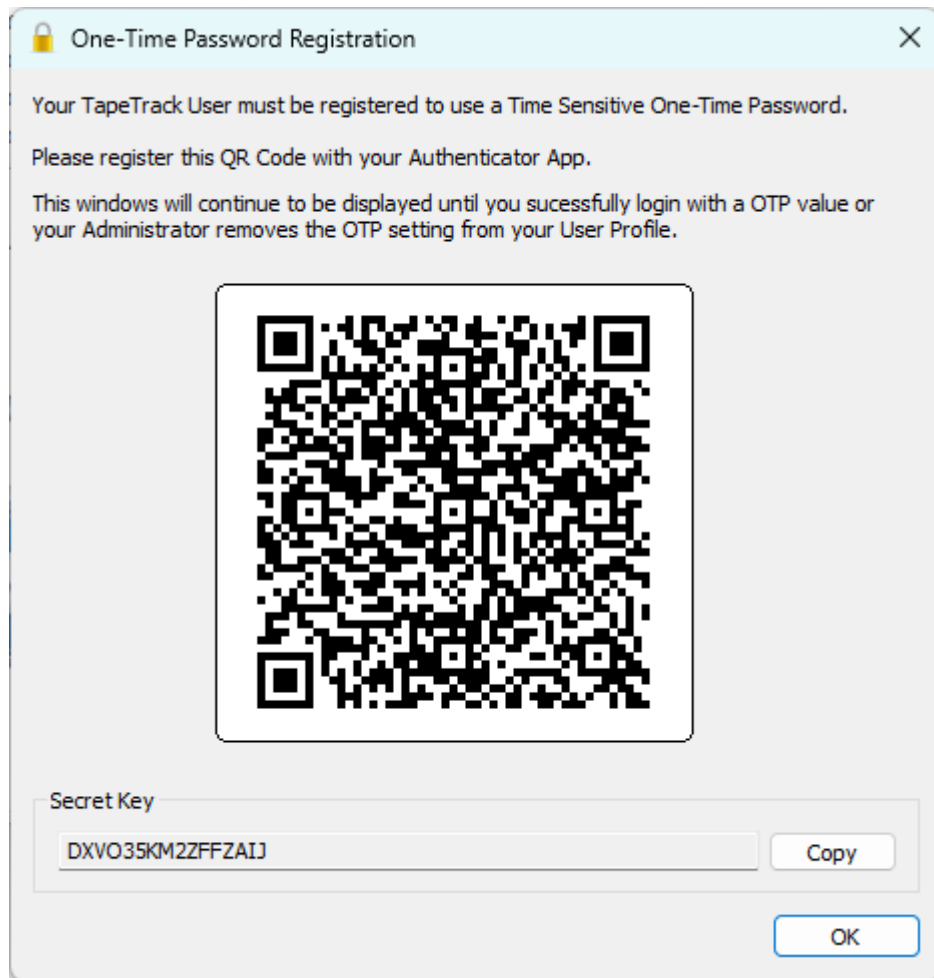 One-Time Password Registration
Your TapeTrack User must be registered to use a Time Sensitive One-Time Password.
Please register this QR Code with your Authenticator App.
This windows will continue to be displayed until you sucessfully login with a OTP value or
your Administrator removes the OTP setting from your User Profile.
Secret Key
DXVO35KM2ZFFZAIJ
Copy
OK